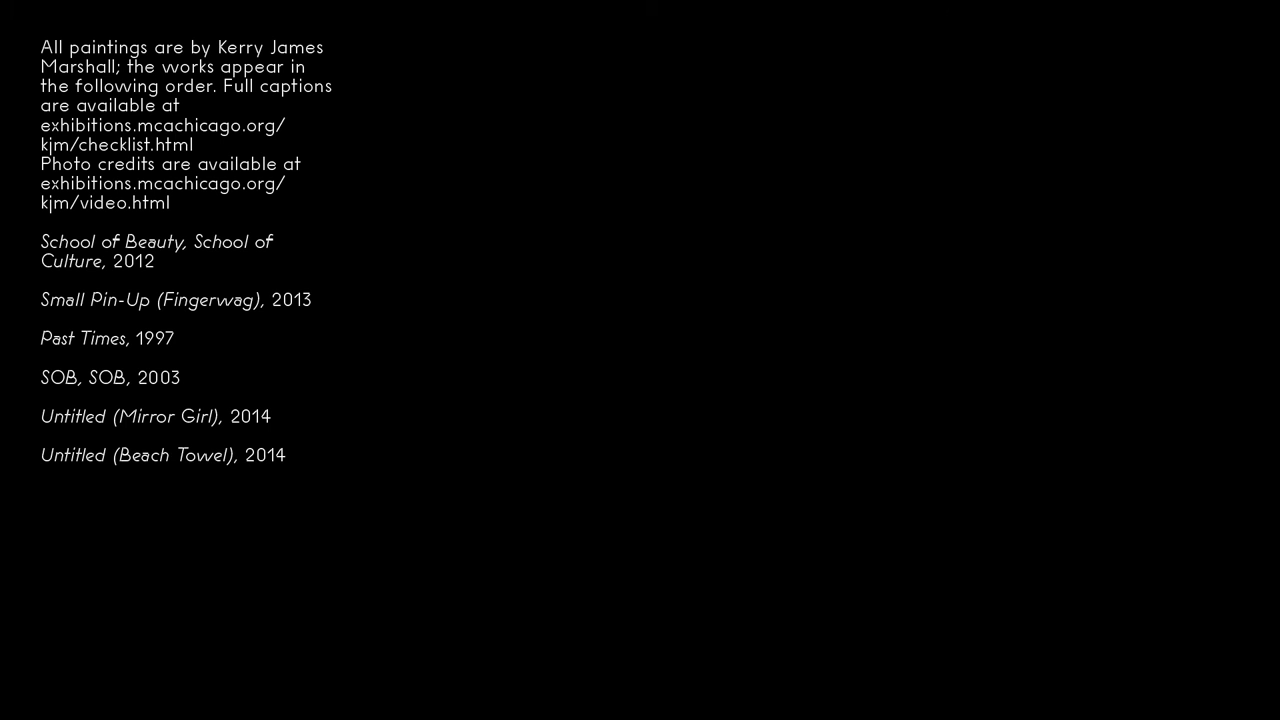 All paintings are by Kerry James
Marshall; the works appear in
the following order. Full captions
are available at
exhibitions.mcachicago.org/
kjm/checklist.html
Photo credits are available at
exhibitions.mcachicago.org/
kjm/video.html
School of Beauty, School of
Culture, 2012
Small Pin-Up (Fingerwag), 2013
Past Times, 1997
SOB, SOB, 2003
Untitled (Mirror Girl), 2014
Untitled (Beach Towel), 2014